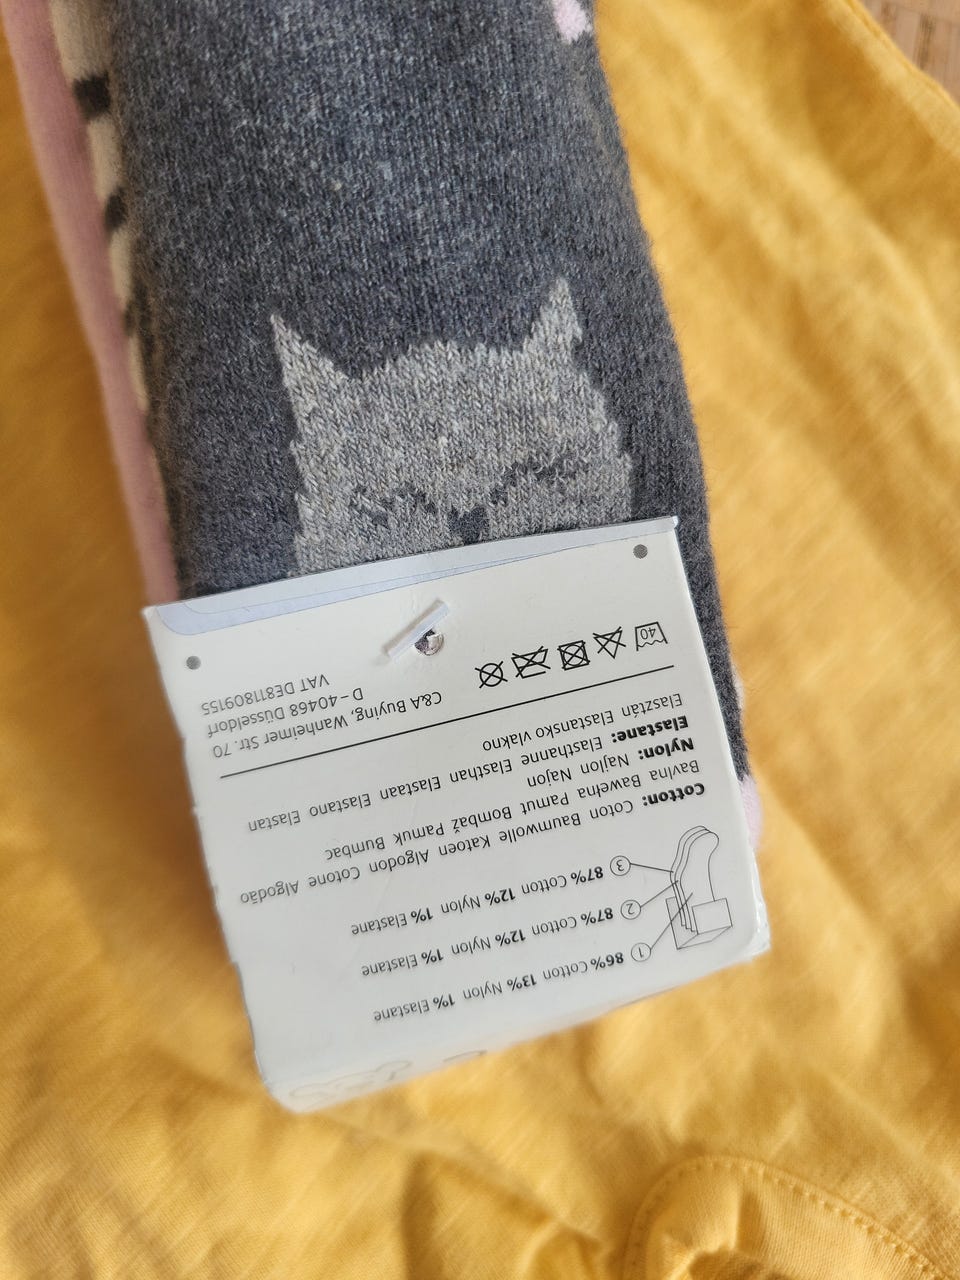 1 86% Cotton 13% Nylon 1% Elastane
2 87% Cotton 12% Nylon 1% Elastane
3 87% Cotton 12% Nylon 1% Elastane
Cotton: Coton Baumwolle Katoen Algodon Cotone Algodão
Bavlna Bawełna Pamut Bombaž Pamuk Bumbac
Nylon: Najlon Najon
Elastane: Elasthanne Elasthan Elastaan Elastano Elastan
Elasztán Elastansko vlakno
C&A Buying, Wanheimer Str. 70
D – 40468 Düsseldorf
VAT DE811809155
40